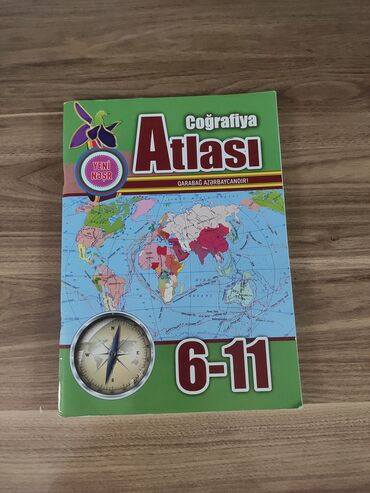 Coğrafiya
Atlası
YENİ
NƏŞR
QARABAĞ AZƏRBAYCANDIR!
6-11